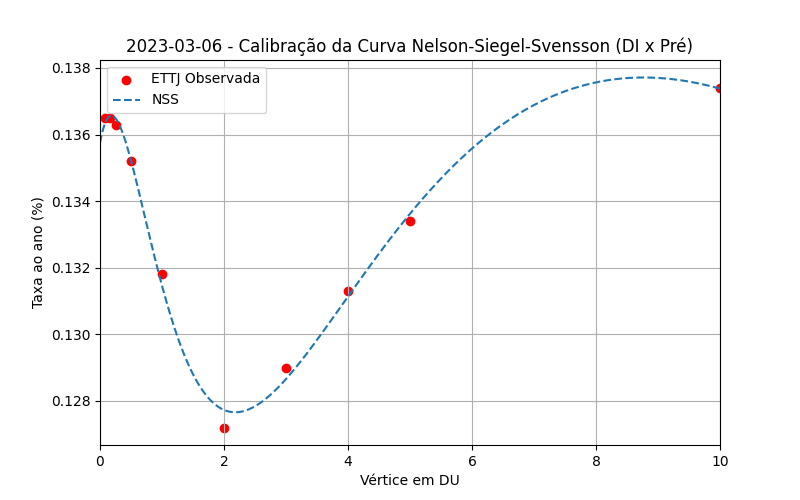 2023-03-06 - Calibração da Curva Nelson-Siegel-Svensson (DI x Pré)
ETTJ Observada
NSS
Taxa ao ano (%)
0.138
0.136
0.134
0.132
0.130
0.128
0 2 4 6 8 10
Vértice em DU